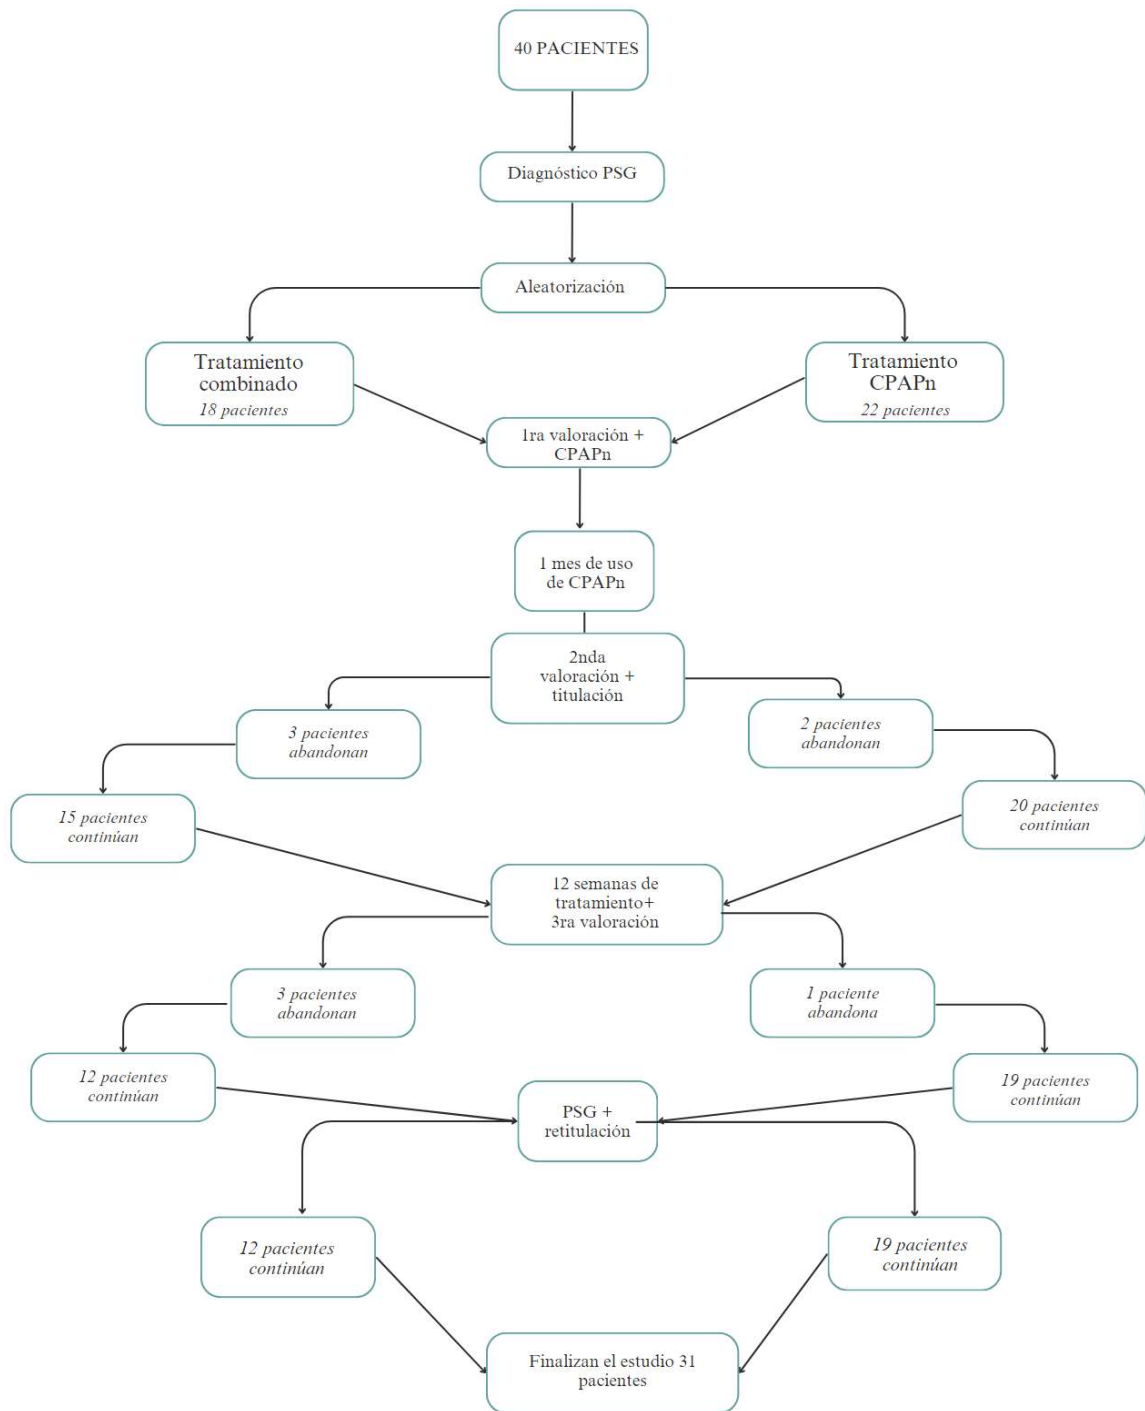 40 PACIENTES
Diagnóstico PSG
Aleatorización
Tratamiento
combinado
18 pacientes
Tratamiento
CPAPn
22 pacientes
1ra valoración +
CPAPn
1 mes de uso
de CPAPn
2nda
valoración +
titulación
3 pacientes
abandonan
2 pacientes
abandonan
15 pacientes
continúan
20 pacientes
continúan
12 semanas de
tratamiento+
3ra valoración
3 pacientes
abandonan
1 paciente
abandona
12 pacientes
continúan
19 pacientes
continúan
PSG +
retitulación
12 pacientes
continúan
19 pacientes
continúan
Finalizan el estudio 31
pacientes